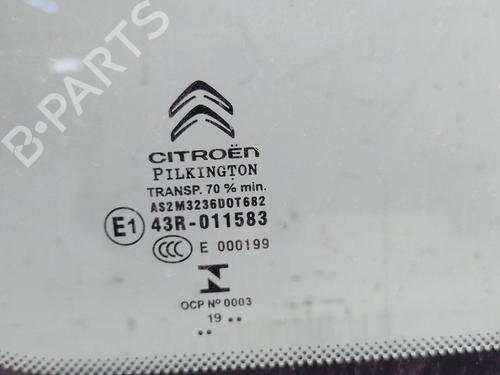 B-PARTS
CITROËN
PILKINGTON
TRANSP. 70 % min.
AS2M3236DOT682
E1 43R-011583
CCC E 000199
OCP Nº 0003
19 ••
•• ••